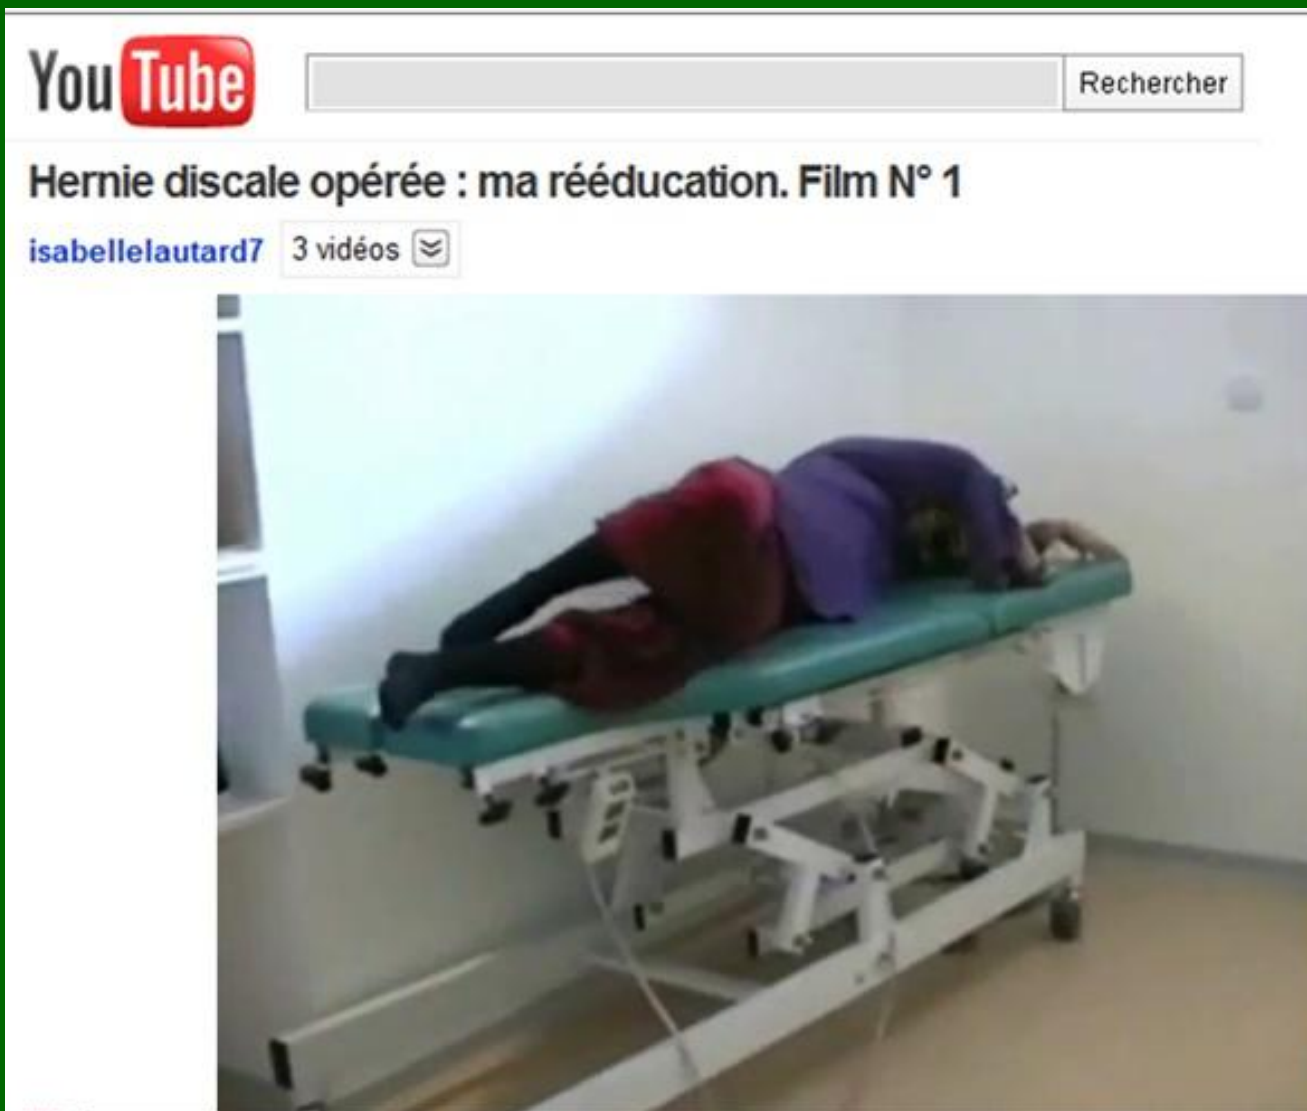 YouTube
Rechercher
Hernie discale opérée : ma rééducation. Film N° 1
isabellelautard7 3 vidéos